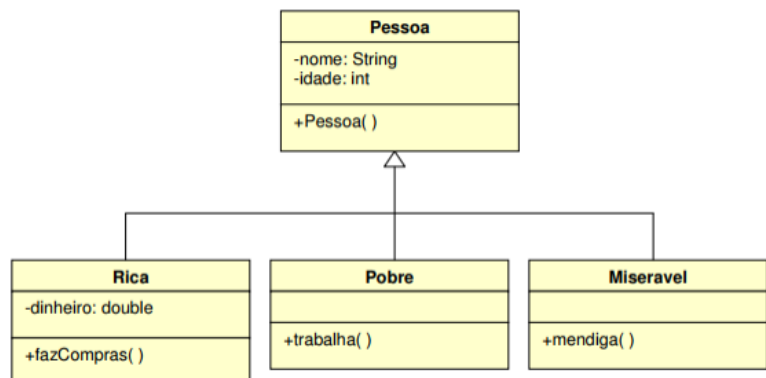 Pessoa
-nome: String
-idade: int
+Pessoa( )
Rica
-dinheiro: double
+fazCompras( )
Pobre
+trabalha( )
Miseravel
+mendiga( )